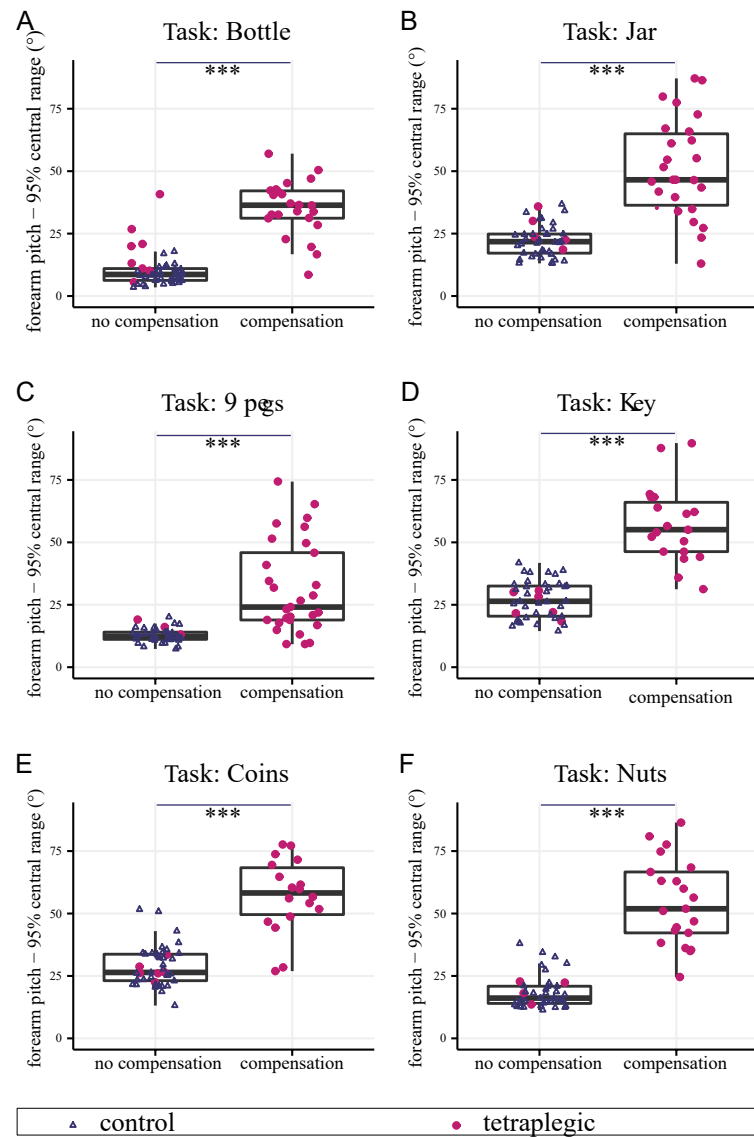 A
Task: Bottle
***
forearm pitch − 95% central range (°)
75
50
25
0
no compensation
compensation
B
Task: Jar
***
forearm pitch − 95% central range (°)
75
50
25
0
no compensation
compensation
C
Task: 9 pegs
***
forearm pitch − 95% central range (°)
75
50
25
0
no compensation
compensation
D
Task: Key
***
forearm pitch − 95% central range (°)
75
50
25
0
no compensation
compensation
E
Task: Coins
***
forearm pitch − 95% central range (°)
75
50
25
0
no compensation
compensation
F
Task: Nuts
***
forearm pitch − 95% central range (°)
75
50
25
0
no compensation
compensation
control
tetraplegic